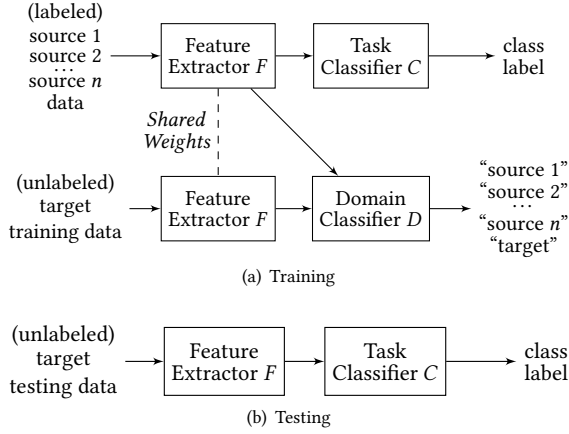 (labeled)
source 1
source 2
...
source n
data
Feature
Extractor F
Task
Classifier C
class
label
Shared
Weights
(unlabeled)
target
training data
Feature
Extractor F
Domain
Classifier D
“source 1”
“source 2”
...
“source n”
“target”
(a) Training
(unlabeled)
target
testing data
Feature
Extractor F
Task
Classifier C
class
label
(b) Testing